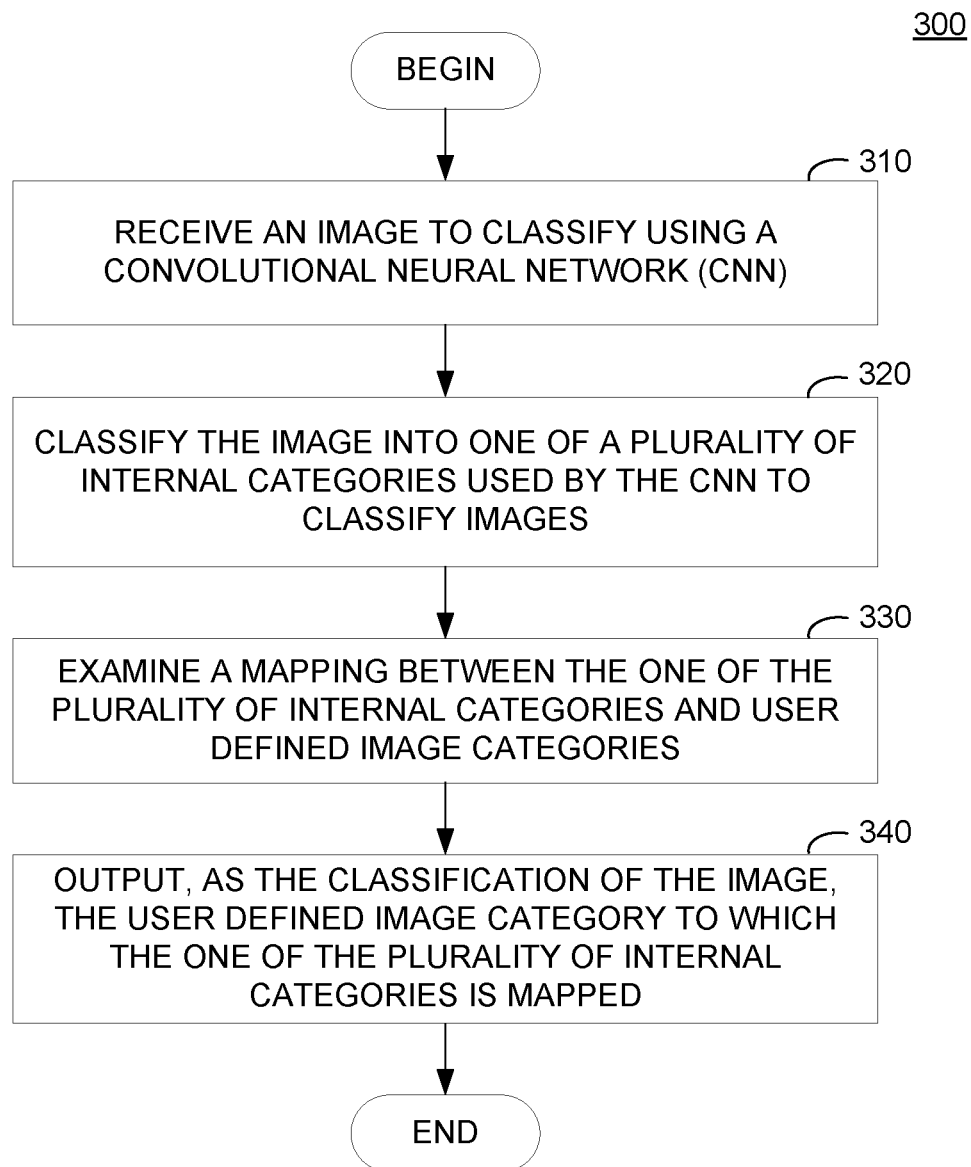 300
BEGIN
310
RECEIVE AN IMAGE TO CLASSIFY USING A
CONVOLUTIONAL NEURAL NETWORK (CNN)
320
CLASSIFY THE IMAGE INTO ONE OF A PLURALITY OF
INTERNAL CATEGORIES USED BY THE CNN TO
CLASSIFY IMAGES
330
EXAMINE A MAPPING BETWEEN THE ONE OF THE
PLURALITY OF INTERNAL CATEGORIES AND USER
DEFINED IMAGE CATEGORIES
340
OUTPUT, AS THE CLASSIFICATION OF THE IMAGE,
THE USER DEFINED IMAGE CATEGORY TO WHICH
THE ONE OF THE PLURALITY OF INTERNAL
CATEGORIES IS MAPPED
END